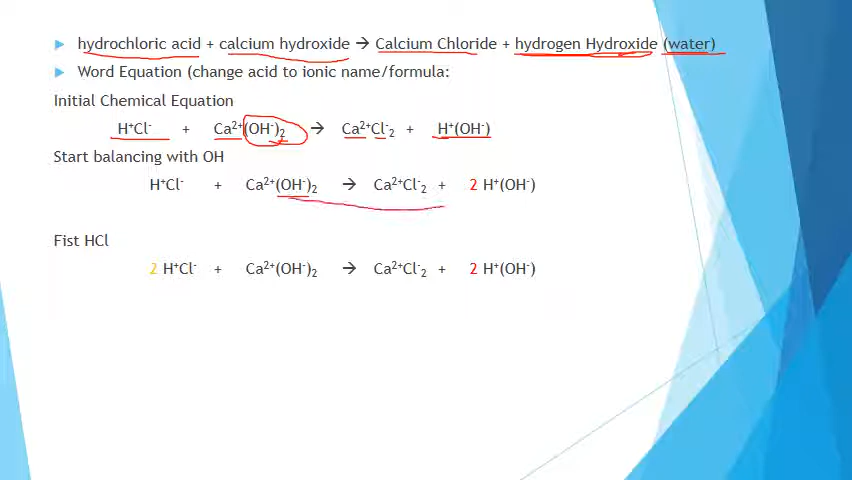 hydrochloric acid + calcium hydroxide → Calcium Chloride + hydrogen Hydroxide (water)
Word Equation (change acid to ionic name/formula:
Initial Chemical Equation
H⁺Cl⁻ + Ca²⁺(OH⁻)₂ → Ca²⁺Cl⁻₂ + H⁺(OH⁻)
Start balancing with OH
H⁺Cl⁻ + Ca²⁺(OH⁻)₂ → Ca²⁺Cl⁻₂ + 2 H⁺(OH⁻)
Fist HCl
2 H⁺Cl⁻ + Ca²⁺(OH⁻)₂ → Ca²⁺Cl⁻₂ + 2 H⁺(OH⁻)